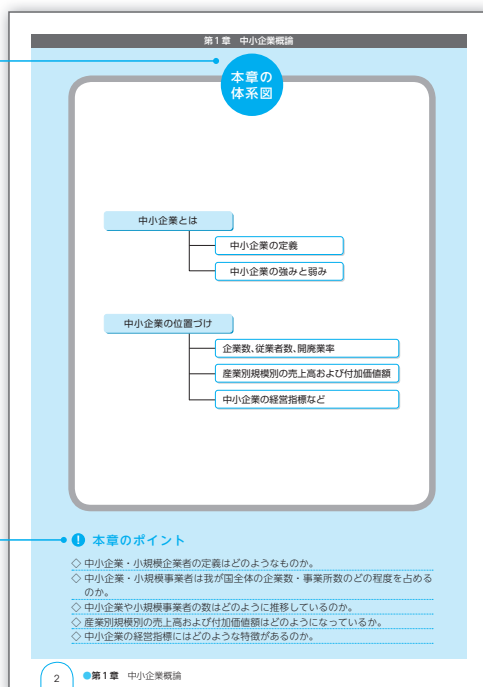 第1章 中小企業概論
本章の
体系図
中小企業とは
中小企業の定義
中小企業の強みと弱み
中小企業の位置づけ
企業数、従業者数、開廃業率
産業別規模別の売上高および付加価値額
中小企業の経営指標など
! 本章のポイント
◇ 中小企業・小規模企業者の定義はどのようなものか。
◇ 中小企業・小規模事業者は我が国全体の企業数・事業所数のどの程度を占める
のか。
◇ 中小企業や小規模事業者の数はどのように推移しているのか。
◇ 産業別規模別の売上高および付加価値額はどのようになっているか。
◇ 中小企業の経営指標にはどのような特徴があるのか。
2 ●第1章 中小企業概論